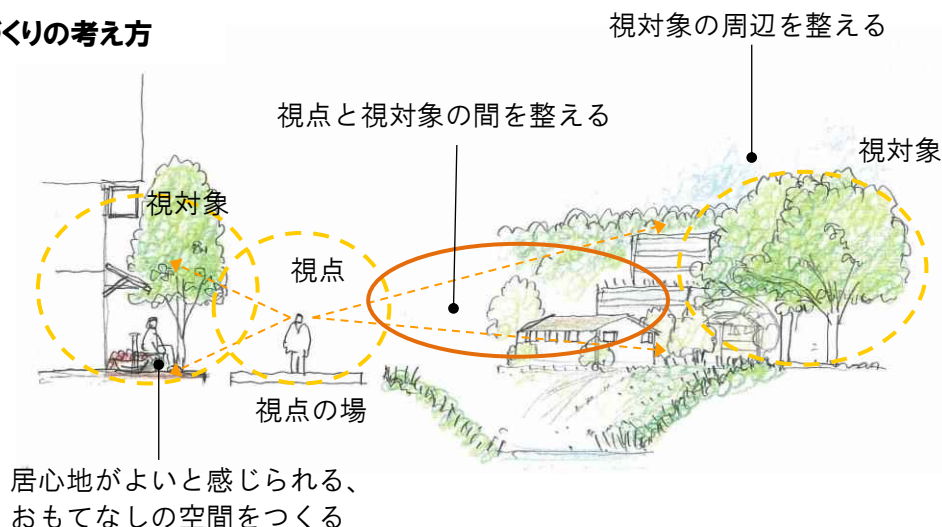 くりの考え方
視対象の周辺を整える
視点と視対象の間を整える
視対象
視対象
視点
視点の場
居心地がよいと感じられる、
おもてなしの空間をつくる